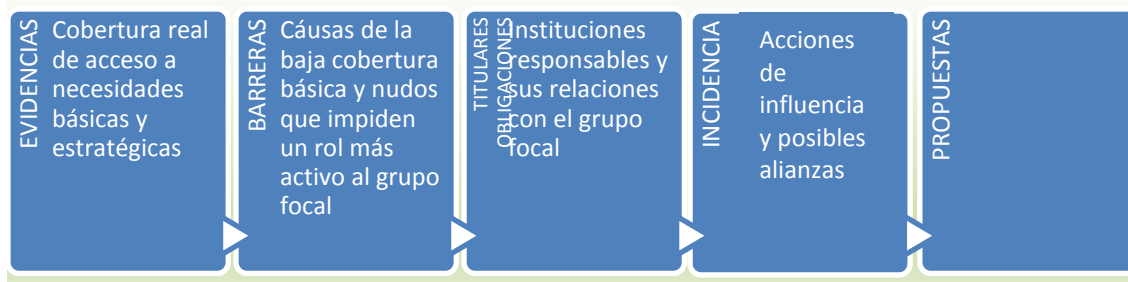 EVIDENCIAS
Cobertura real
de acceso a
necesidades
básicas y
estratégicas
BARRERAS
Cáusas de la
baja cobertura
básica y nudos
que impiden
un rol más
activo al grupo
focal
TITULARES
OBLIGACIONES
Instituciones
responsables y
sus relaciones
con el grupo
focal
INCIDENCIA
Acciones
de
influencia
y posibles
alianzas
PROPUESTAS